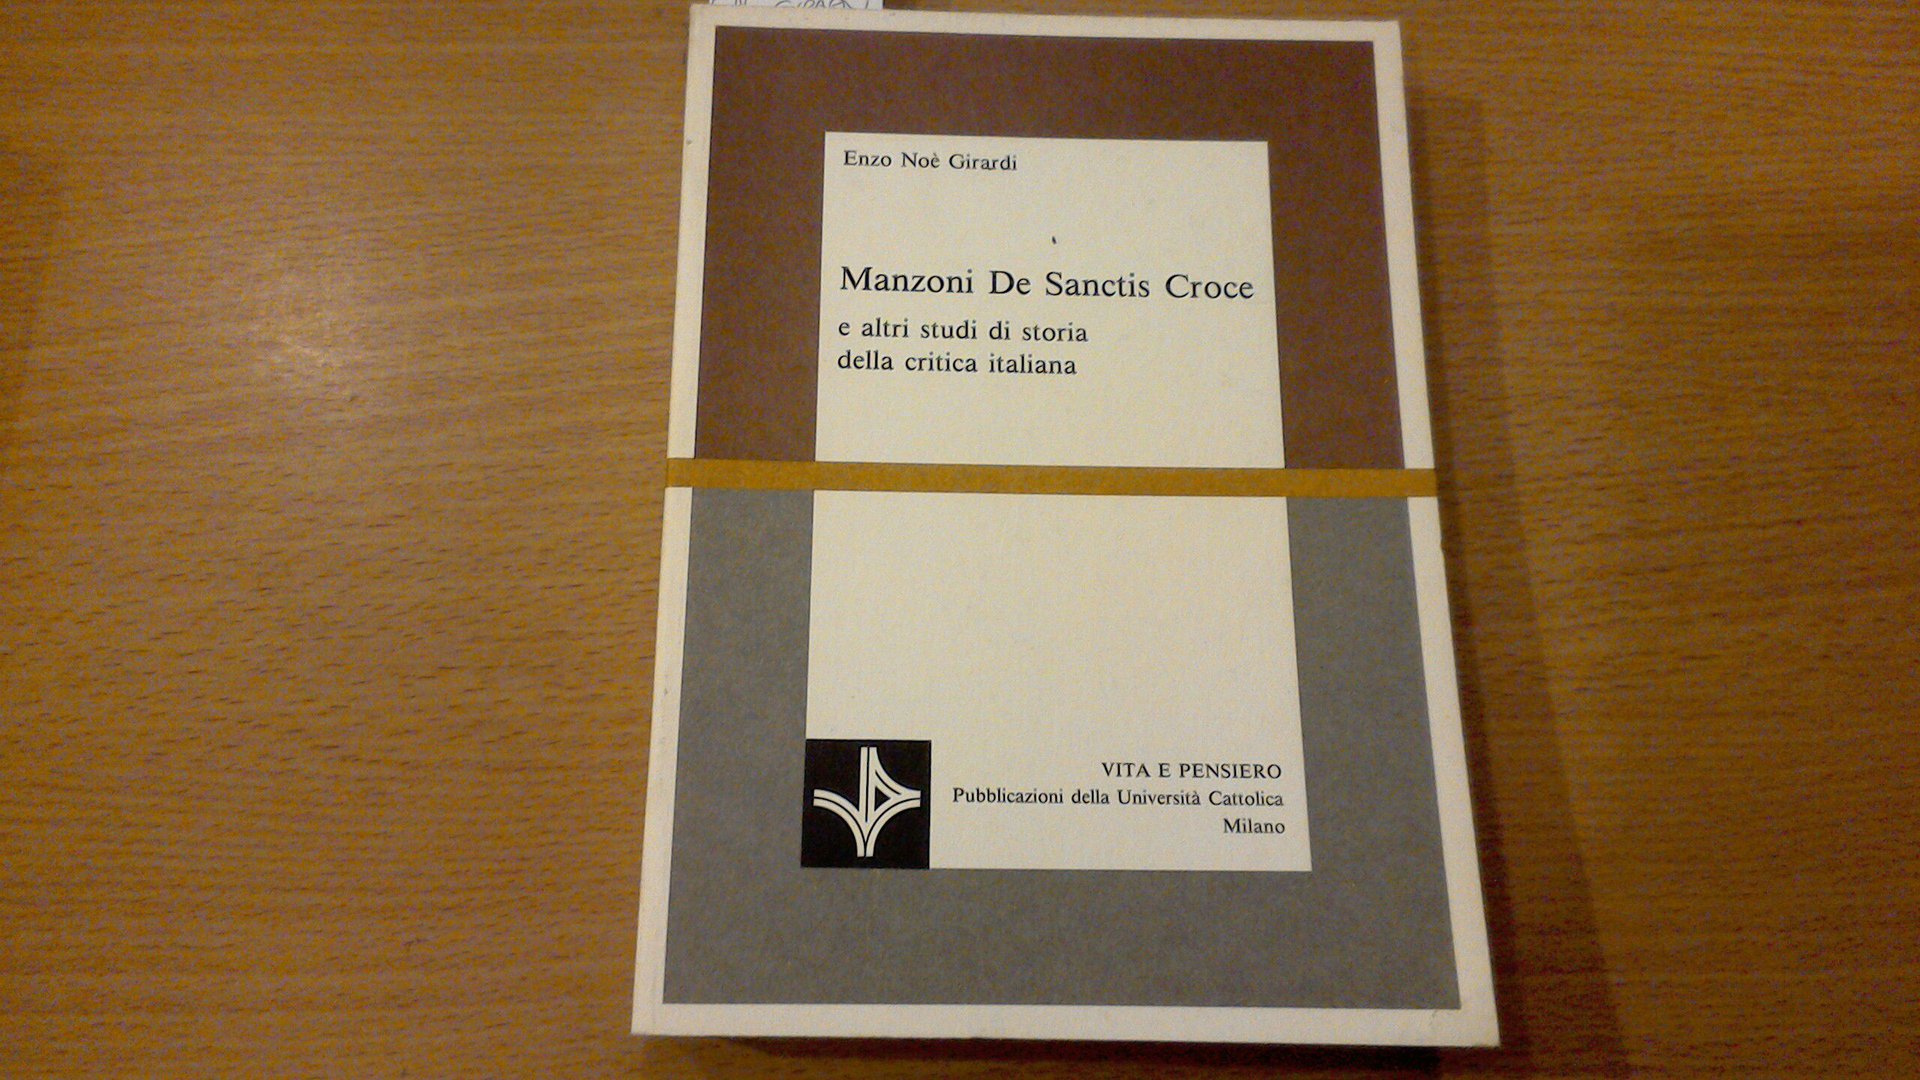 Enzo Noè Girardi
Manzoni De Sanctis Croce
e altri studi di storia
della critica italiana
VITA E PENSIERO
Pubblicazioni della Università Cattolica
Milano